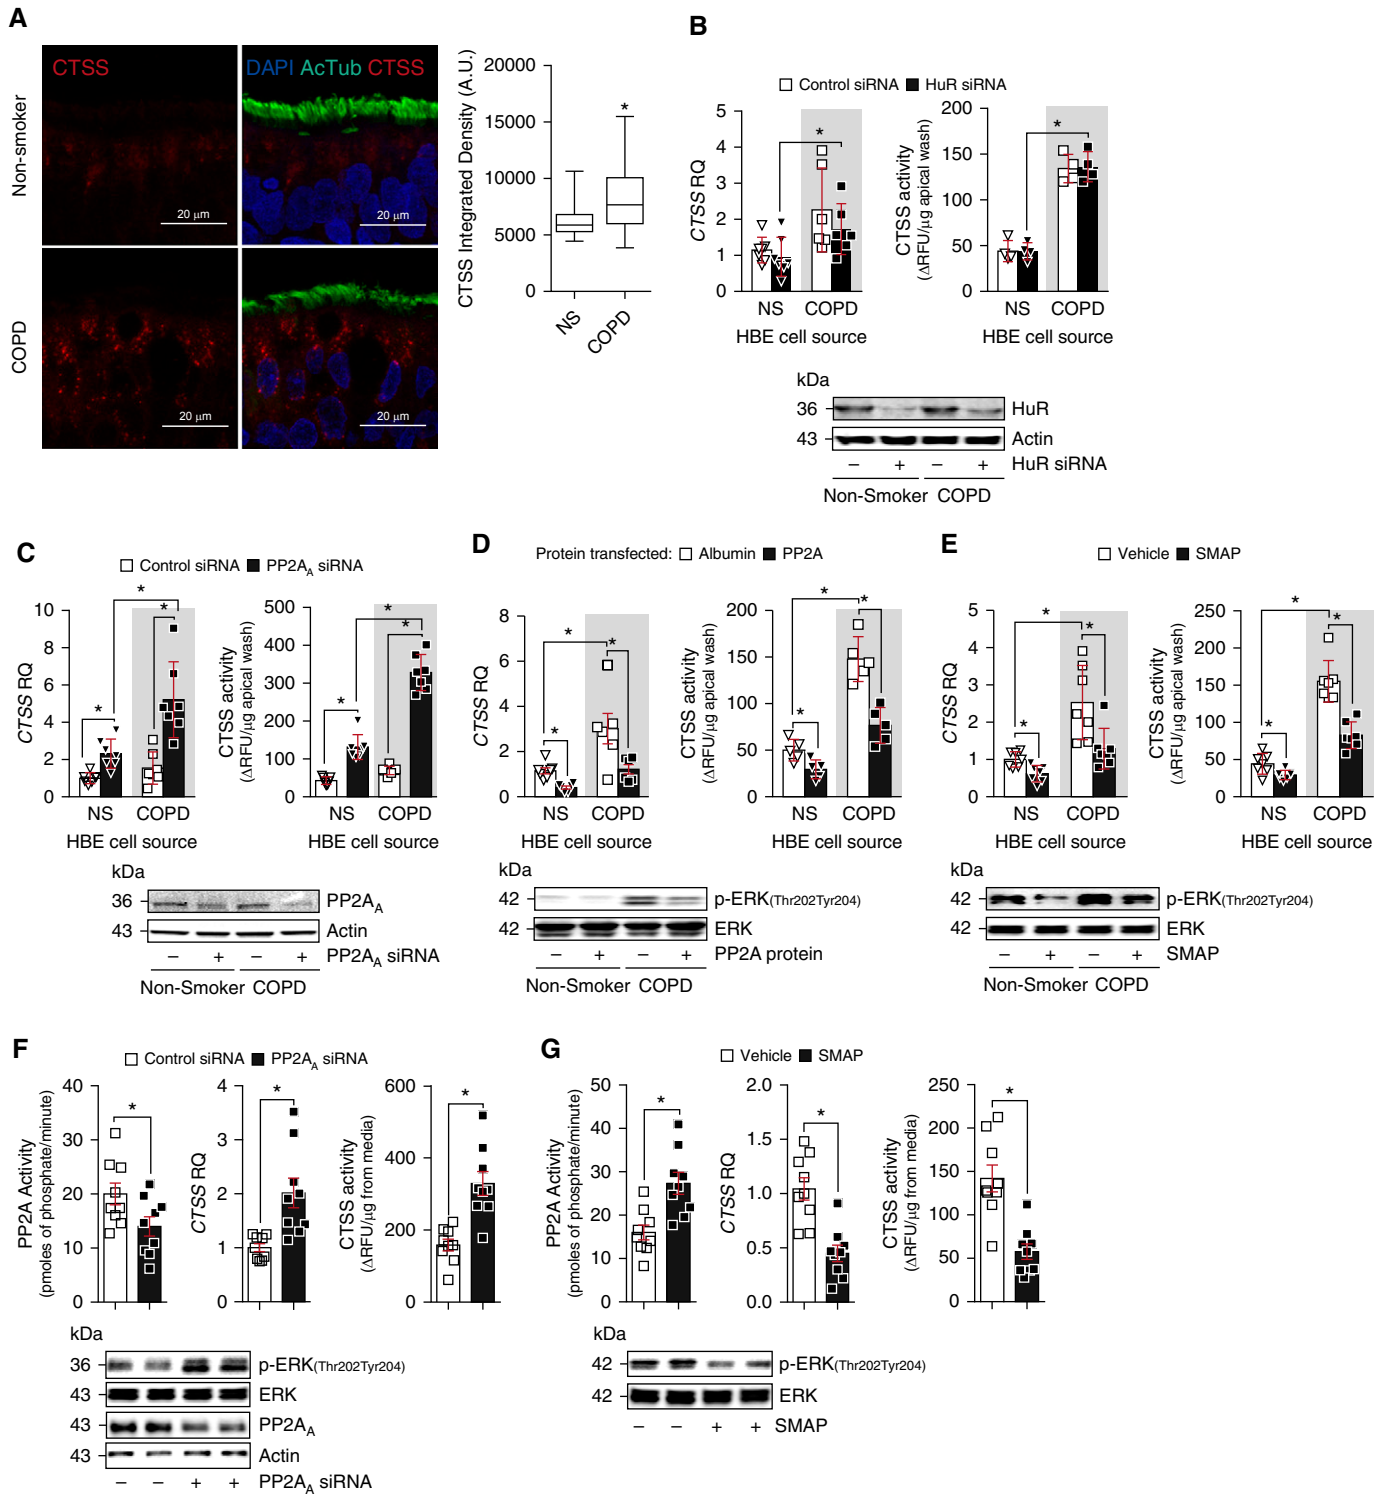 A
Non-smoker
COPD
CTSS
DAPI AcTub CTSS
20 µm
20 µm
20 µm
20 µm
CTSS Integrated Density (A.U.)
20000
15000
10000
5000
0
*
NS
COPD
B
Control siRNA HuR siRNA
CTSS RQ
5
4
3
2
1
0
*
NS COPD
HBE cell source
CTSS activity
(ΔRFU/µg apical wash)
200
150
100
50
0
*
NS COPD
HBE cell source
kDa
36 HuR
43 Actin
– + – + HuR siRNA
Non-Smoker COPD
C
Control siRNA PP2AA siRNA
CTSS RQ
10
8
6
4
2
0
*
*
*
NS COPD
HBE cell source
CTSS activity
(ΔRFU/µg apical wash)
500
400
300
200
100
0
*
*
*
NS COPD
HBE cell source
kDa
36 PP2AA
43 Actin
– + – + PP2AA siRNA
Non-Smoker COPD
D
Protein transfected: Albumin PP2A
CTSS RQ
8
6
4
2
0
*
*
*
NS COPD
HBE cell source
CTSS activity
(ΔRFU/µg apical wash)
200
150
100
50
0
*
*
*
NS COPD
HBE cell source
kDa
42 p-ERK(Thr202Tyr204)
42 ERK
– + – + PP2A protein
Non-Smoker COPD
E
Vehicle SMAP
CTSS RQ
5
4
3
2
1
0
*
*
*
NS COPD
HBE cell source
CTSS activity
(ΔRFU/µg apical wash)
250
200
150
100
50
0
*
*
*
NS COPD
HBE cell source
kDa
42 p-ERK(Thr202Tyr204)
42 ERK
– + – + SMAP
Non-Smoker COPD
F
Control siRNA PP2AA siRNA
PP2A Activity
(pmoles of phosphate/minute)
40
30
20
10
0
*
CTSS RQ
4
3
2
1
0
*
CTSS activity
(ΔRFU/µg from media)
600
400
200
0
*
kDa
36 p-ERK(Thr202Tyr204)
43 ERK
43 PP2AA
43 Actin
– – + + PP2AA siRNA
G
Vehicle SMAP
PP2A Activity
(pmoles of phosphate/minute)
50
40
30
20
10
0
*
CTSS RQ
2.0
1.5
1.0
0.5
0.0
*
CTSS activity
(ΔRFU/µg from media)
250
200
150
100
50
0
*
kDa
42 p-ERK(Thr202Tyr204)
42 ERK
– – + + SMAP